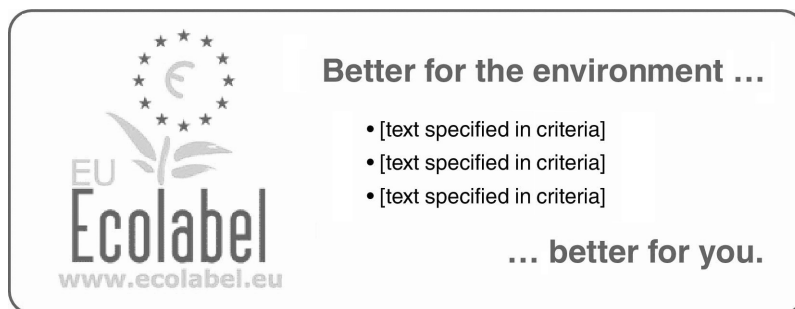 Better for the environment …
• [text specified in criteria]
• [text specified in criteria]
• [text specified in criteria]
… better for you.
EU
Ecolabel
www.ecolabel.eu